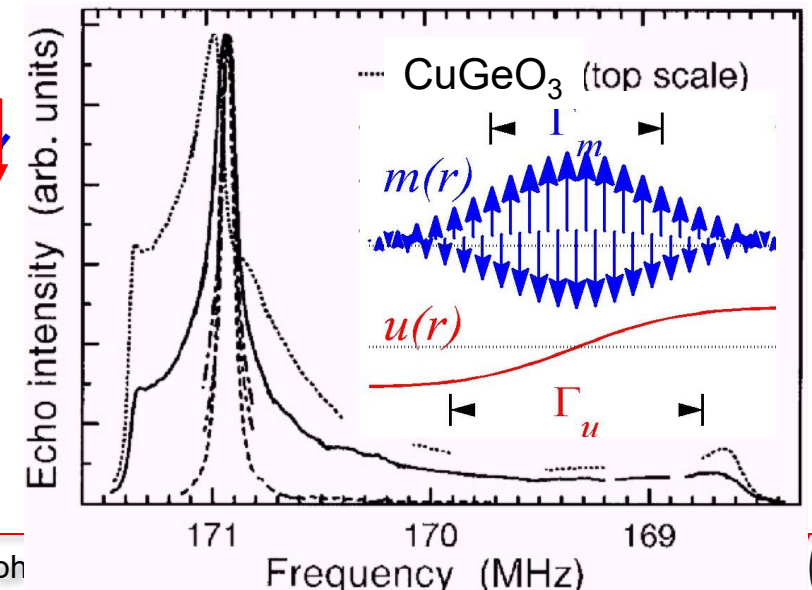 Echo intensity (arb. units)
CuGeO₃ (top scale)
Γm
m(r)
u(r)
Γu
171 170 169
Frequency (MHz)